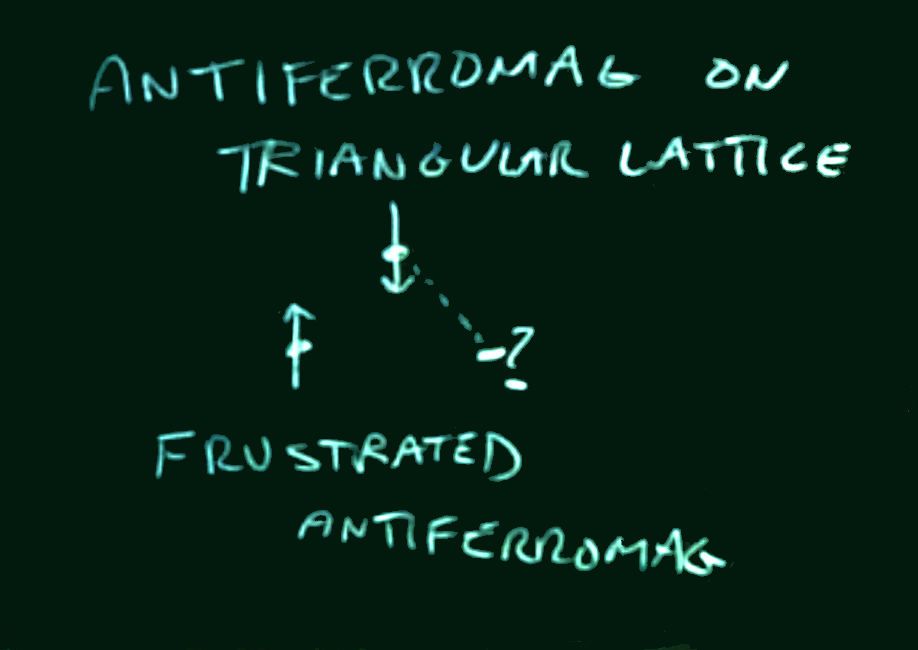 ANTIFERROMAG ON
TRIANGULAR LATTICE
?
FRUSTRATED
ANTIFERROMAG